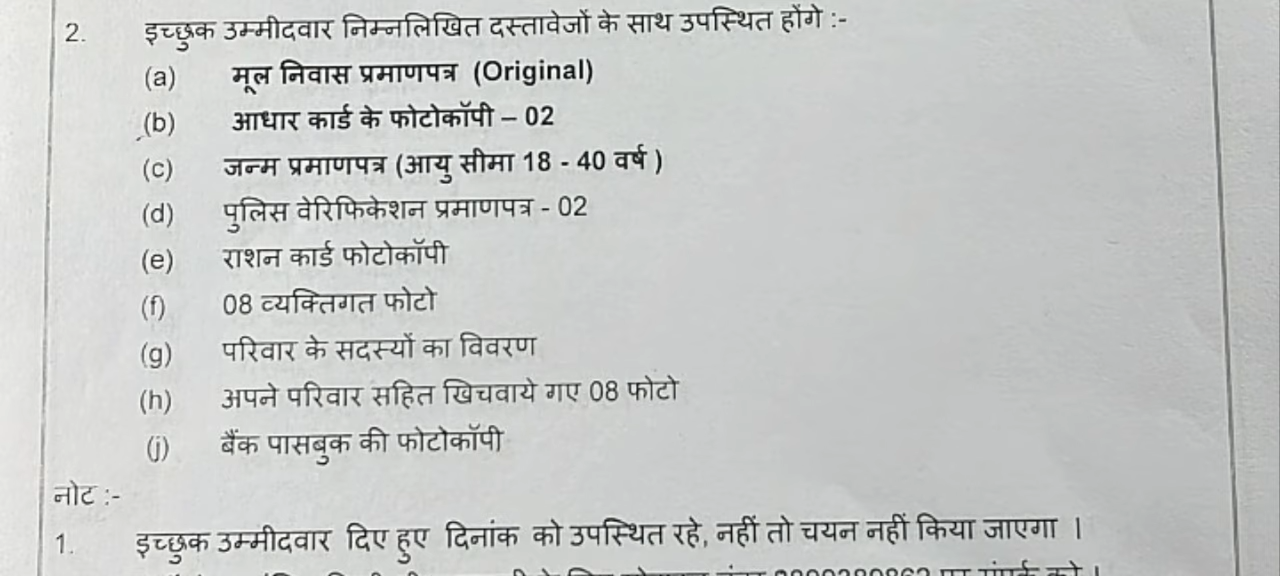 2. इच्छुक उम्मीदवार निम्नलिखित दस्तावेजों के साथ उपस्थित होंगे :-
(a) मूल निवास प्रमाणपत्र (Original)
(b) आधार कार्ड के फोटोकॉपी – 02
(c) जन्म प्रमाणपत्र (आयु सीमा 18 - 40 वर्ष )
(d) पुलिस वेरिफिकेशन प्रमाणपत्र - 02
(e) राशन कार्ड फोटोकॉपी
(f) 08 व्यक्तिगत फोटो
(g) परिवार के सदस्यों का विवरण
(h) अपने परिवार सहित खिचवाये गए 08 फोटो
(j) बैंक पासबुक की फोटोकॉपी
नोट :-
1. इच्छुक उम्मीदवार दिए हुए दिनांक को उपस्थित रहे, नहीं तो चयन नहीं किया जाएगा ।